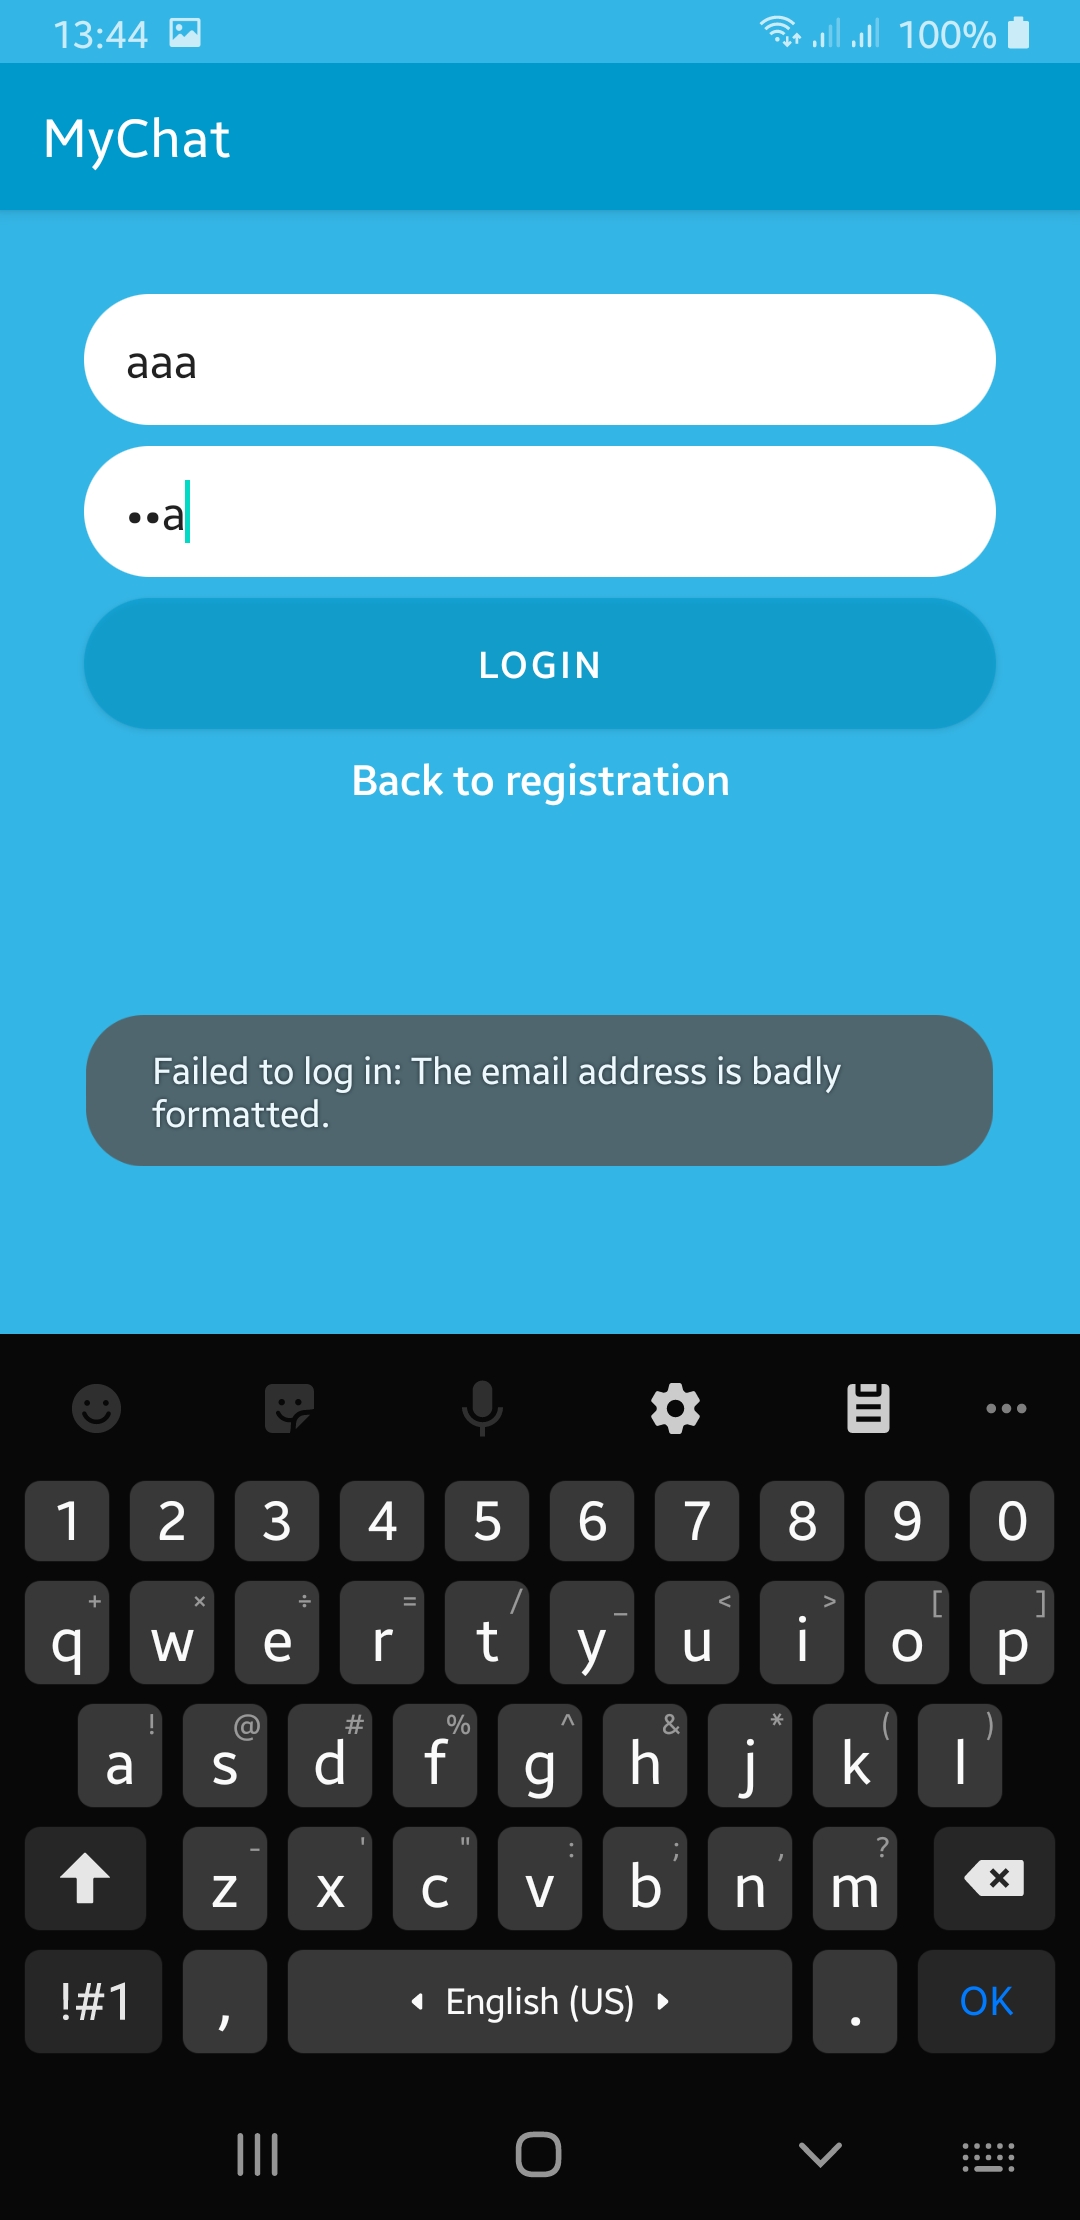 13:44 100%
MyChat
aaa
••a
LOGIN
Back to registration
Failed to log in: The email address is badly
formatted.
1 2 3 4 5 6 7 8 9 0
+ × ÷ = / _ < > [ ]
q w e r t y u i o p
! @ # % ^ & * ( )
a s d f g h j k l
- ' " : ; , ?
z x c v b n m
!#1 , English (US) . OK